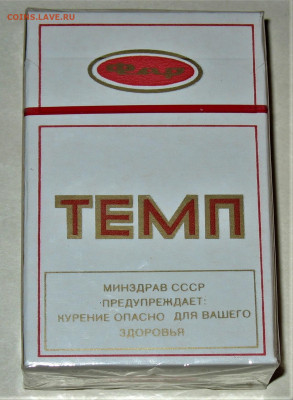 COINS.LAVE.RU
ТЕМП
МИНЗДРАВ СССР
ПРЕДУПРЕЖДАЕТ:
КУРЕНИЕ ОПАСНО ДЛЯ ВАШЕГО
ЗДОРОВЬЯ